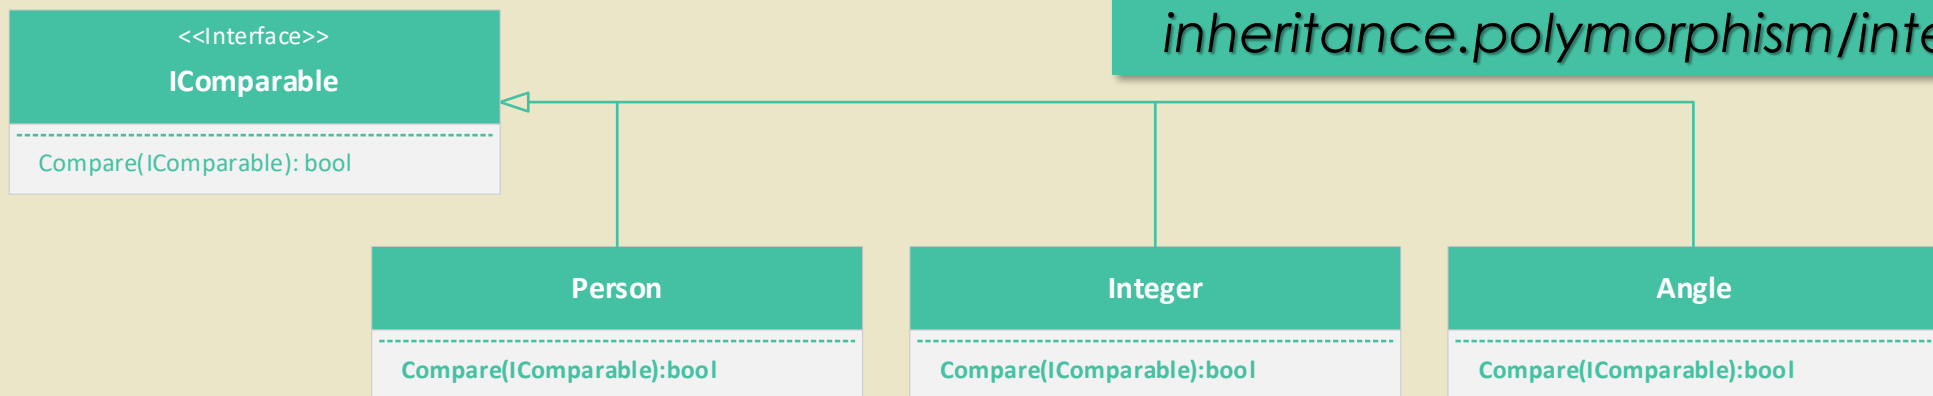 inheritance.polymorphism/inte
<<Interface>>
IComparable
Compare(IComparable): bool
Person
Integer
Angle
Compare(IComparable):bool
Compare(IComparable):bool
Compare(IComparable):bool